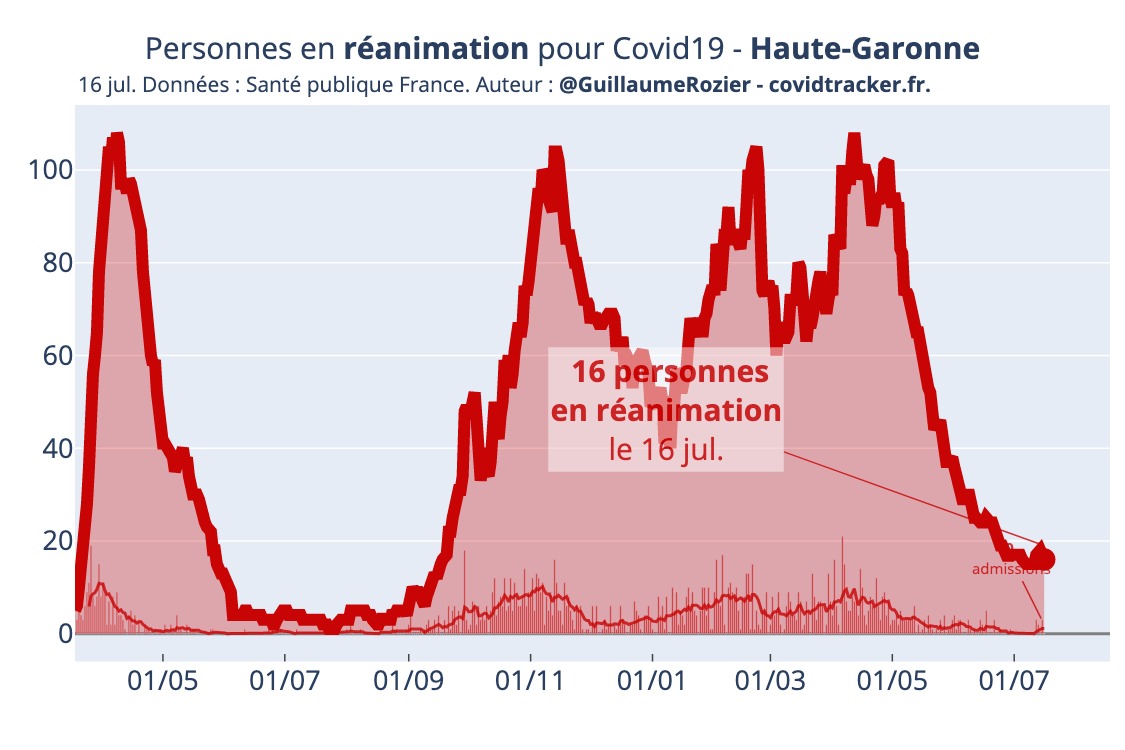 Personnes en réanimation pour Covid19 - Haute-Garonne
16 jul. Données : Santé publique France. Auteur : @GuillaumeRozier - covidtracker.fr.
100
80
60
40
20
0
16 personnes
en réanimation
le 16 jul.
admissions
01/05
01/07
01/09
01/11
01/01
01/03
01/05
01/07